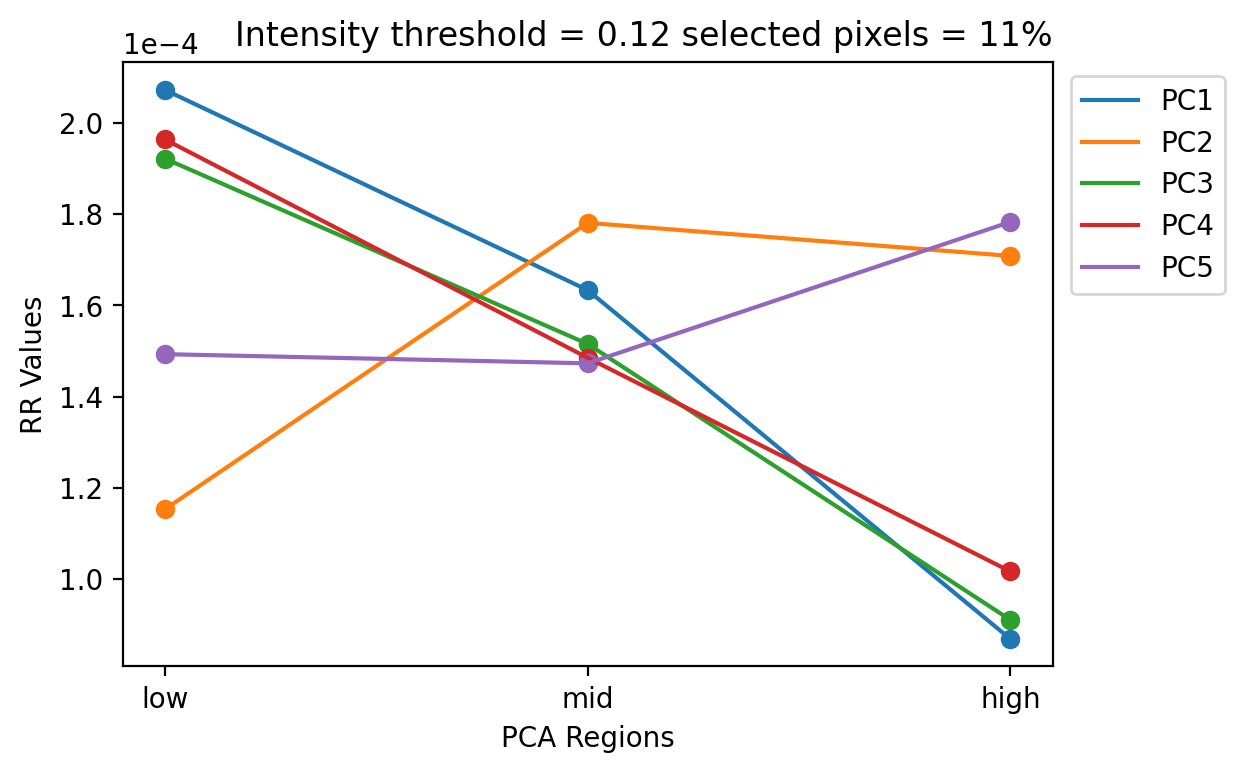 Intensity threshold = 0.12 selected pixels = 11%
1e−4
2.0
1.8
1.6
1.4
1.2
1.0
RR Values
low
mid
high
PCA Regions
PC1
PC2
PC3
PC4
PC5